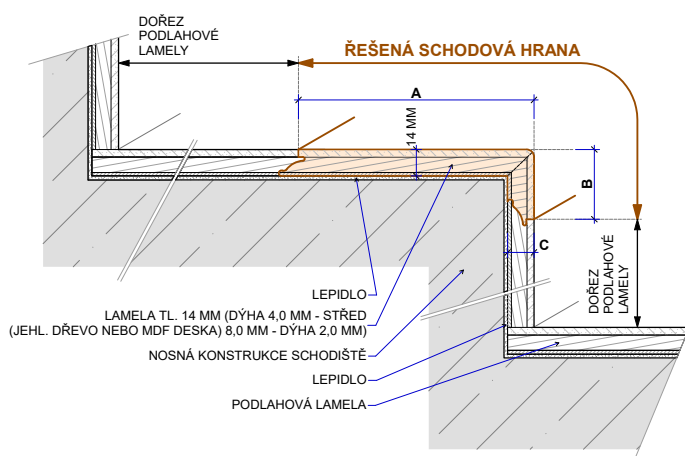 DOŘEZ
PODLAHOVÉ
LAMELY
ŘEŠENÁ SCHODOVÁ HRANA
A
14 MM
B
C
DOŘEZ
PODLAHOVÉ
LAMELY
LEPIDLO
LAMELA TL. 14 MM (DÝHA 4,0 MM - STŘED
(JEHL. DŘEVO NEBO MDF DESKA) 8,0 MM - DÝHA 2,0 MM)
NOSNÁ KONSTRUKCE SCHODIŠTĚ
LEPIDLO
PODLAHOVÁ LAMELA